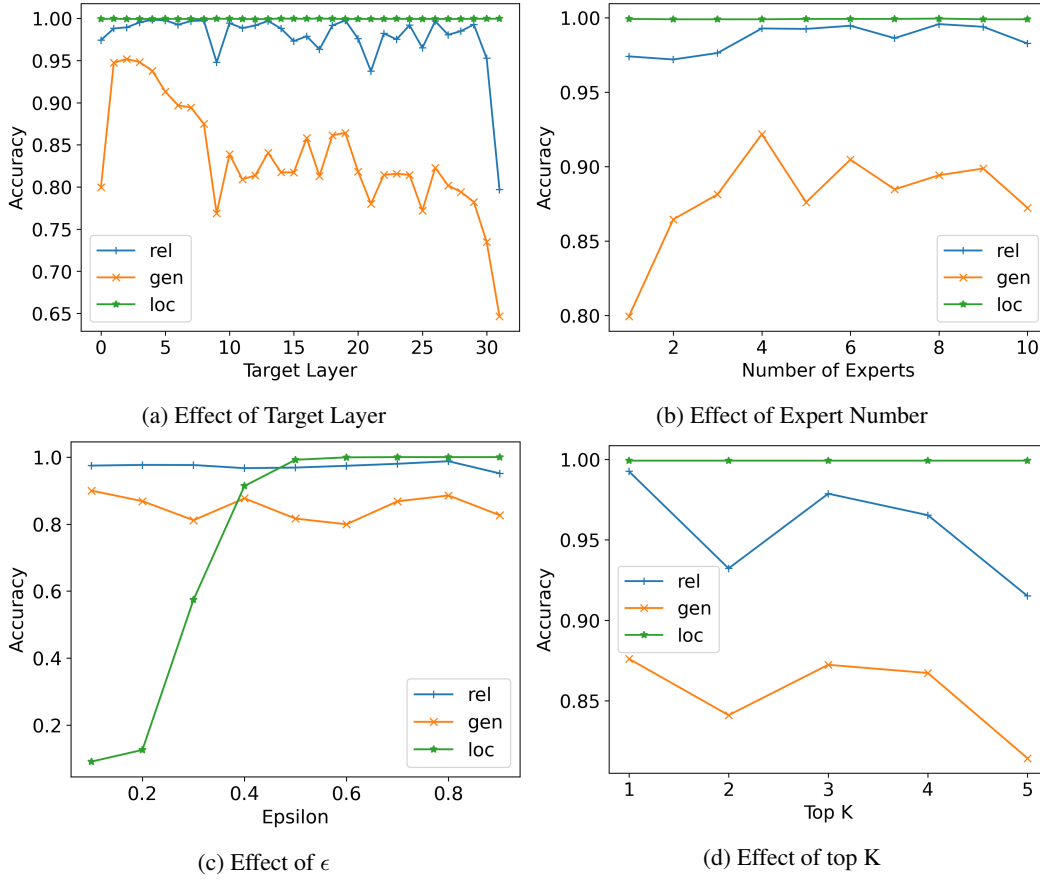 1.00
0.95
0.90
0.85
0.80
0.75
0.70
0.65
Accuracy
rel
gen
loc
0 5 10 15 20 25 30
Target Layer
(a) Effect of Target Layer
1.00
0.95
0.90
0.85
0.80
Accuracy
rel
gen
loc
2 4 6 8 10
Number of Experts
(b) Effect of Expert Number
1.0
0.8
0.6
0.4
0.2
Accuracy
rel
gen
loc
0.2 0.4 0.6 0.8
Epsilon
(c) Effect of ϵ
1.00
0.95
0.90
0.85
Accuracy
rel
gen
loc
1 2 3 4 5
Top K
(d) Effect of top K